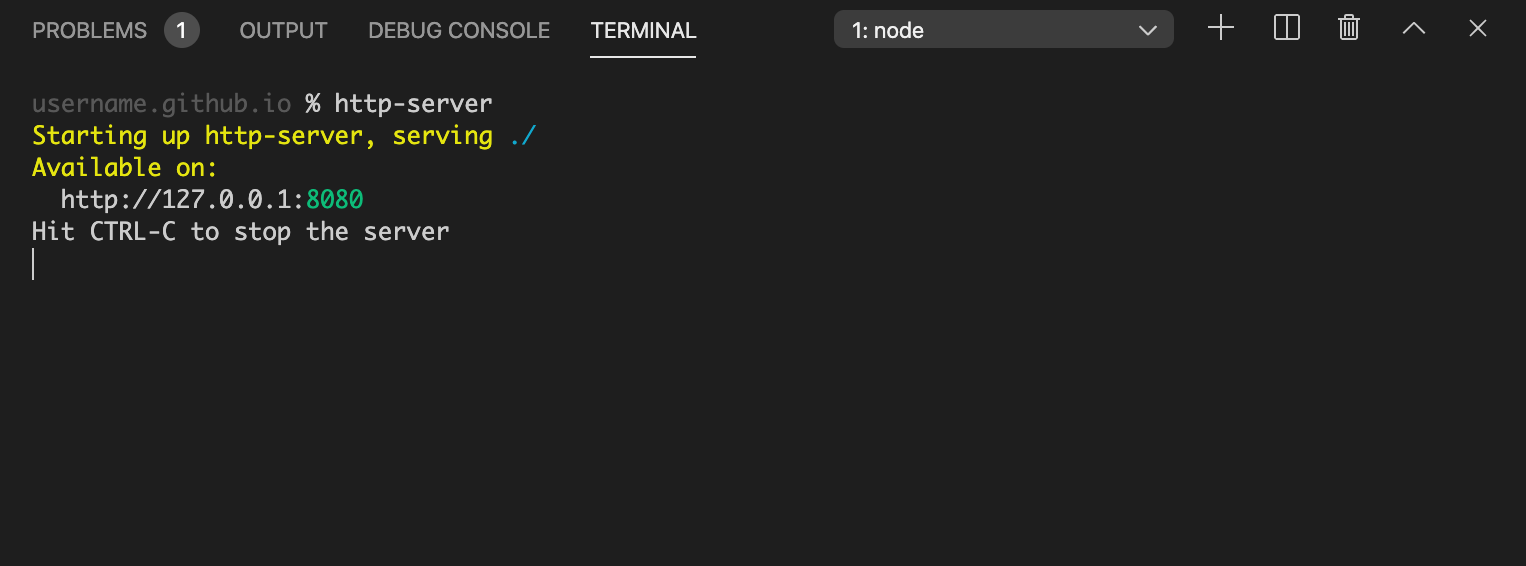 PROBLEMS 1 OUTPUT DEBUG CONSOLE TERMINAL 1: node
username.github.io % http-server
Starting up http-server, serving ./
Available on:
  http://127.0.0.1:8080
Hit CTRL-C to stop the server